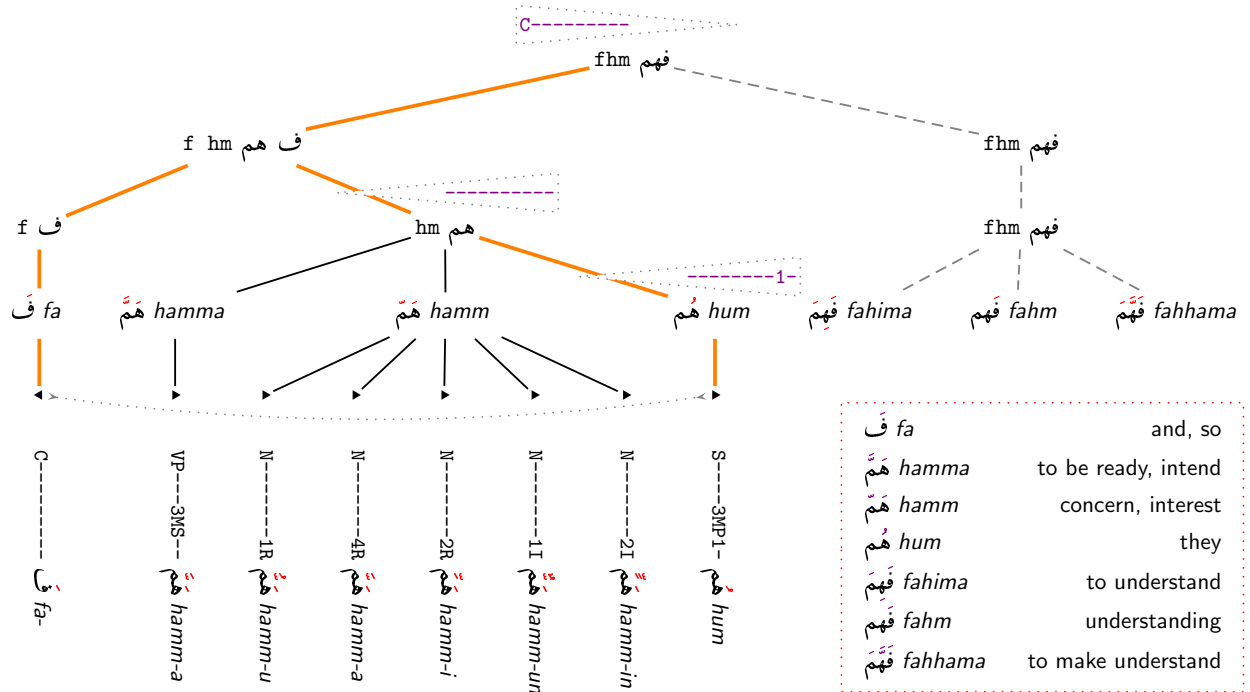 C---------
fhm فهم
f hm ف هم
fhm فهم
----------
f ف
hm هم
fhm فهم
--------1-
فَ fa
هَمَّ hamma
هَمّ hamm
هُم hum
فَهِمَ fahima
فَهم fahm
فَهَّمَ fahhama
C--------- فَ fa-
VP---3MS-- هَمَّ hamm-a
N-------1R هَمُّ hamm-u
N-------4R هَمَّ hamm-a
N-------2R هَمِّ hamm-i
N-------1I هَمٌّ hamm-un
N-------2I هَمٍّ hamm-in
S----3MP1- هُم hum
فَ fa and, so
هَمَّ hamma to be ready, intend
هَمّ hamm concern, interest
هُم hum they
فَهِمَ fahima to understand
فَهم fahm understanding
فَهَّمَ fahhama to make understand